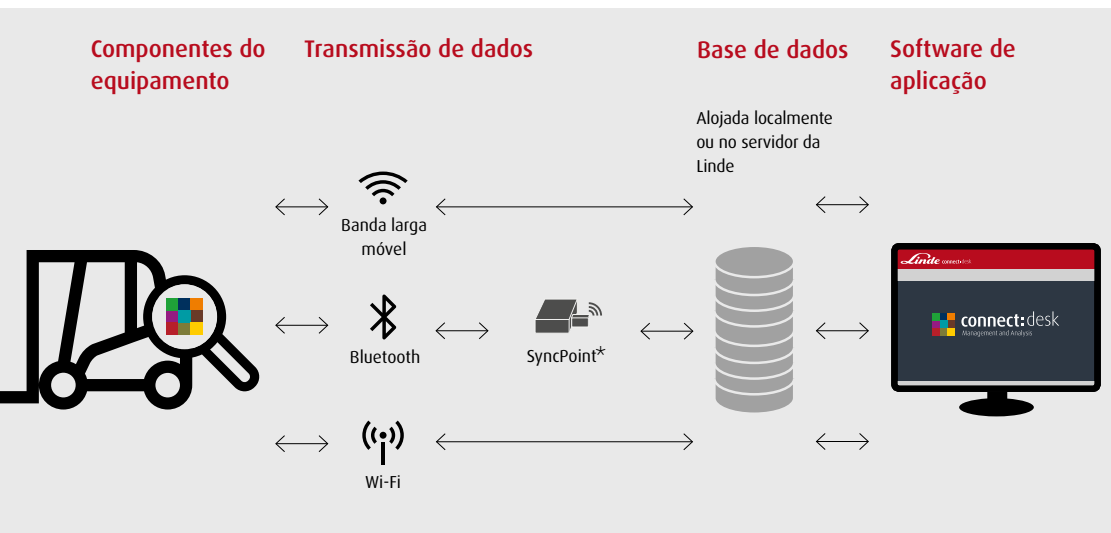 Componentes do
equipamento
Transmissão de dados
Base de dados
Software de
aplicação
Alojada localmente
ou no servidor da
Linde
Banda larga
móvel
Bluetooth
SyncPoint*
Wi-Fi
Linde connect:desk
connect:desk
Management and Analysis